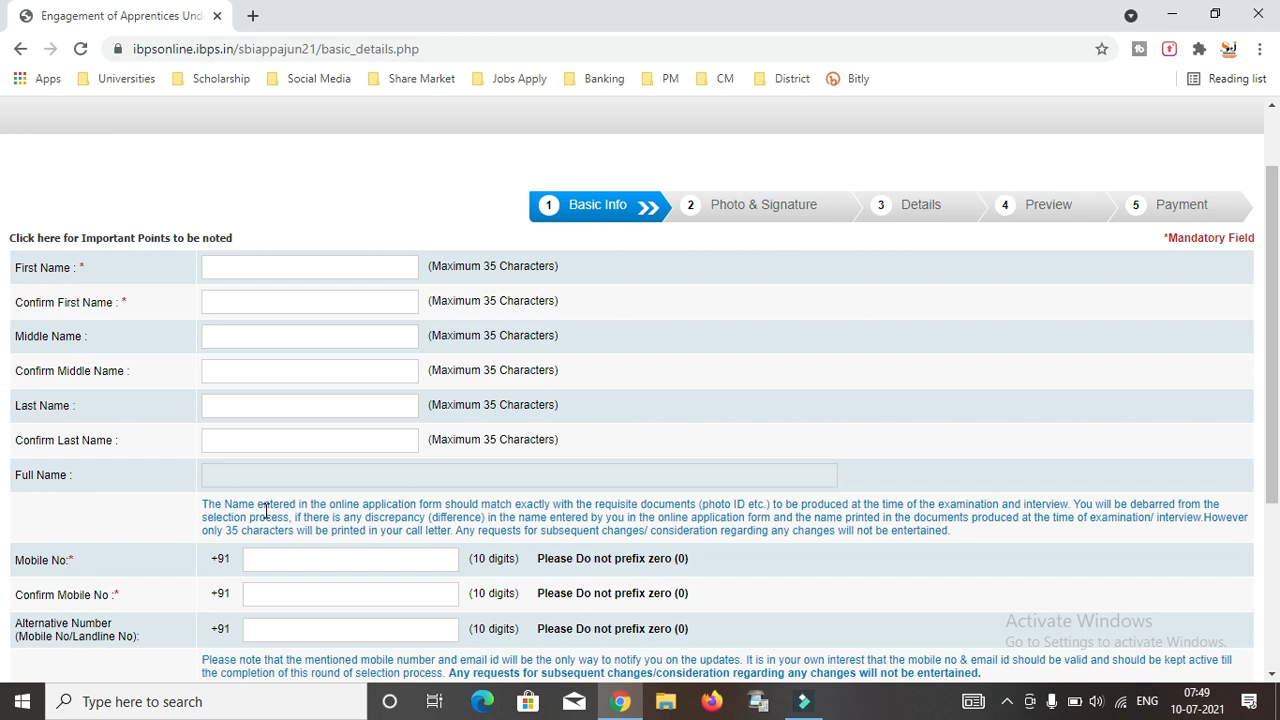 Engagement of Apprentices Und
ibpsonline.ibps.in/sbiappajun21/basic_details.php
Apps Universities Scholarship Social Media Share Market Jobs Apply Banking PM CM District Bitly Reading list
1 Basic Info 2 Photo & Signature 3 Details 4 Preview 5 Payment
Click here for Important Points to be noted *Mandatory Field
First Name : * (Maximum 35 Characters)
Confirm First Name : * (Maximum 35 Characters)
Middle Name : (Maximum 35 Characters)
Confirm Middle Name : (Maximum 35 Characters)
Last Name : (Maximum 35 Characters)
Confirm Last Name : (Maximum 35 Characters)
Full Name :
The Name entered in the online application form should match exactly with the requisite documents (photo ID etc.) to be produced at the time of the examination and interview. You will be debarred from the
selection process, if there is any discrepancy (difference) in the name entered by you in the online application form and the name printed in the documents produced at the time of examination/ interview.However
only 35 characters will be printed in your call letter. Any requests for subsequent changes/ consideration regarding any changes will not be entertained.
Mobile No:* +91 (10 digits) Please Do not prefix zero (0)
Confirm Mobile No :* +91 (10 digits) Please Do not prefix zero (0)
Alternative Number
(Mobile No/Landline No): +91 (10 digits) Please Do not prefix zero (0)
Activate Windows
Go to Settings to activate Windows.
Please note that the mentioned mobile number and email id will be the only way to notify you on the updates. It is in your own interest that the mobile no & email id should be valid and should be kept active till
the completion of this round of selection process. Any requests for subsequent changes/consideration regarding any changes will not be entertained.
Type here to search ENG 07:49
10-07-2021